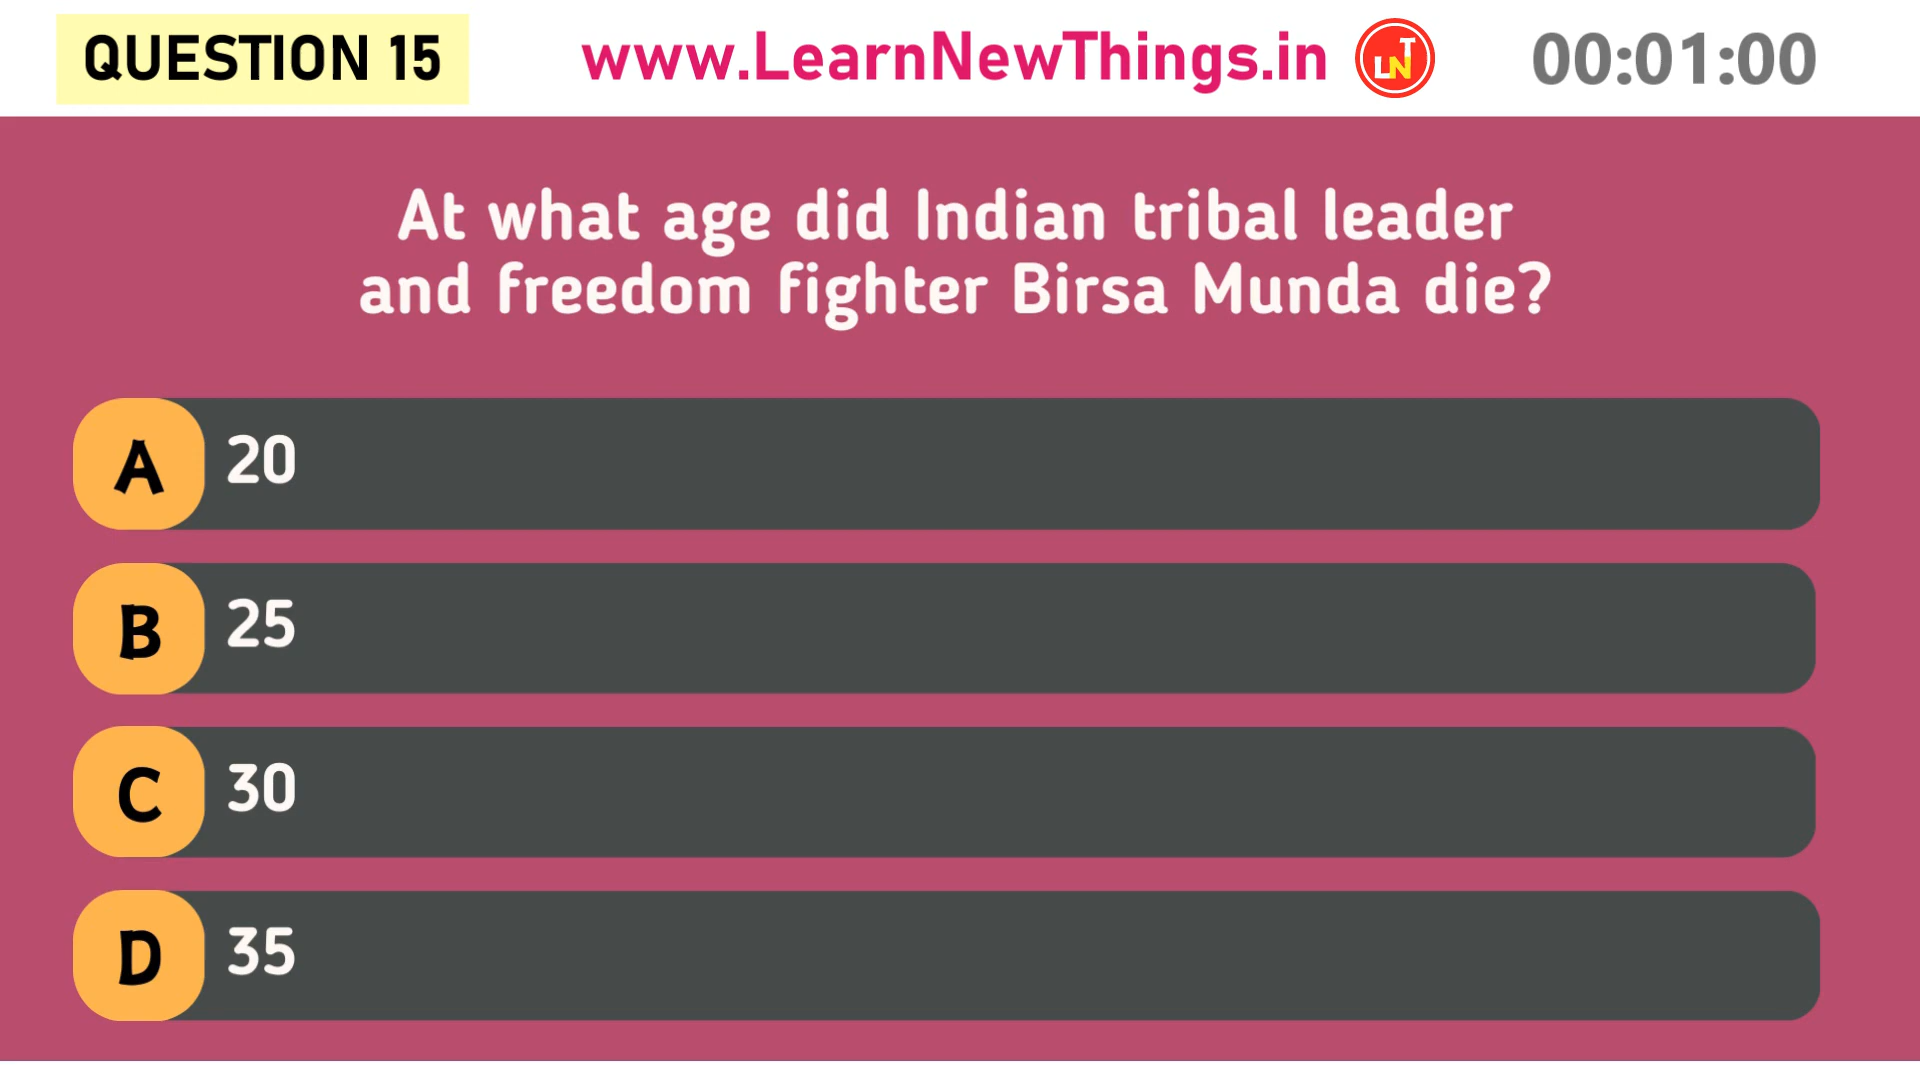 QUESTION 15
www.LearnNewThings.in
LNT
00:01:00
At what age did Indian tribal leader
and freedom fighter Birsa Munda die?
A 20
B 25
C 30
D 35